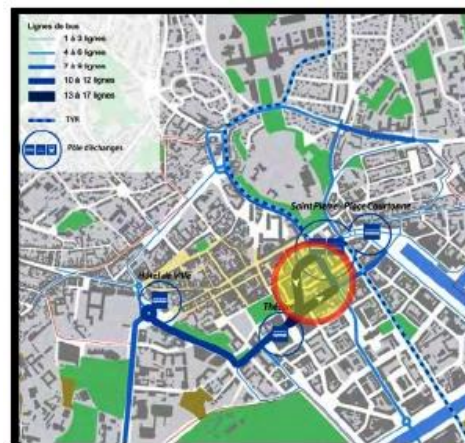 Lignes de bus
1 à 3 lignes
4 à 6 lignes
7 à 9 lignes
10 à 12 lignes
13 à 17 lignes
TVR
Pôle d'échanges
Saint Pierre - Place Courtonne
Hôtel de Ville